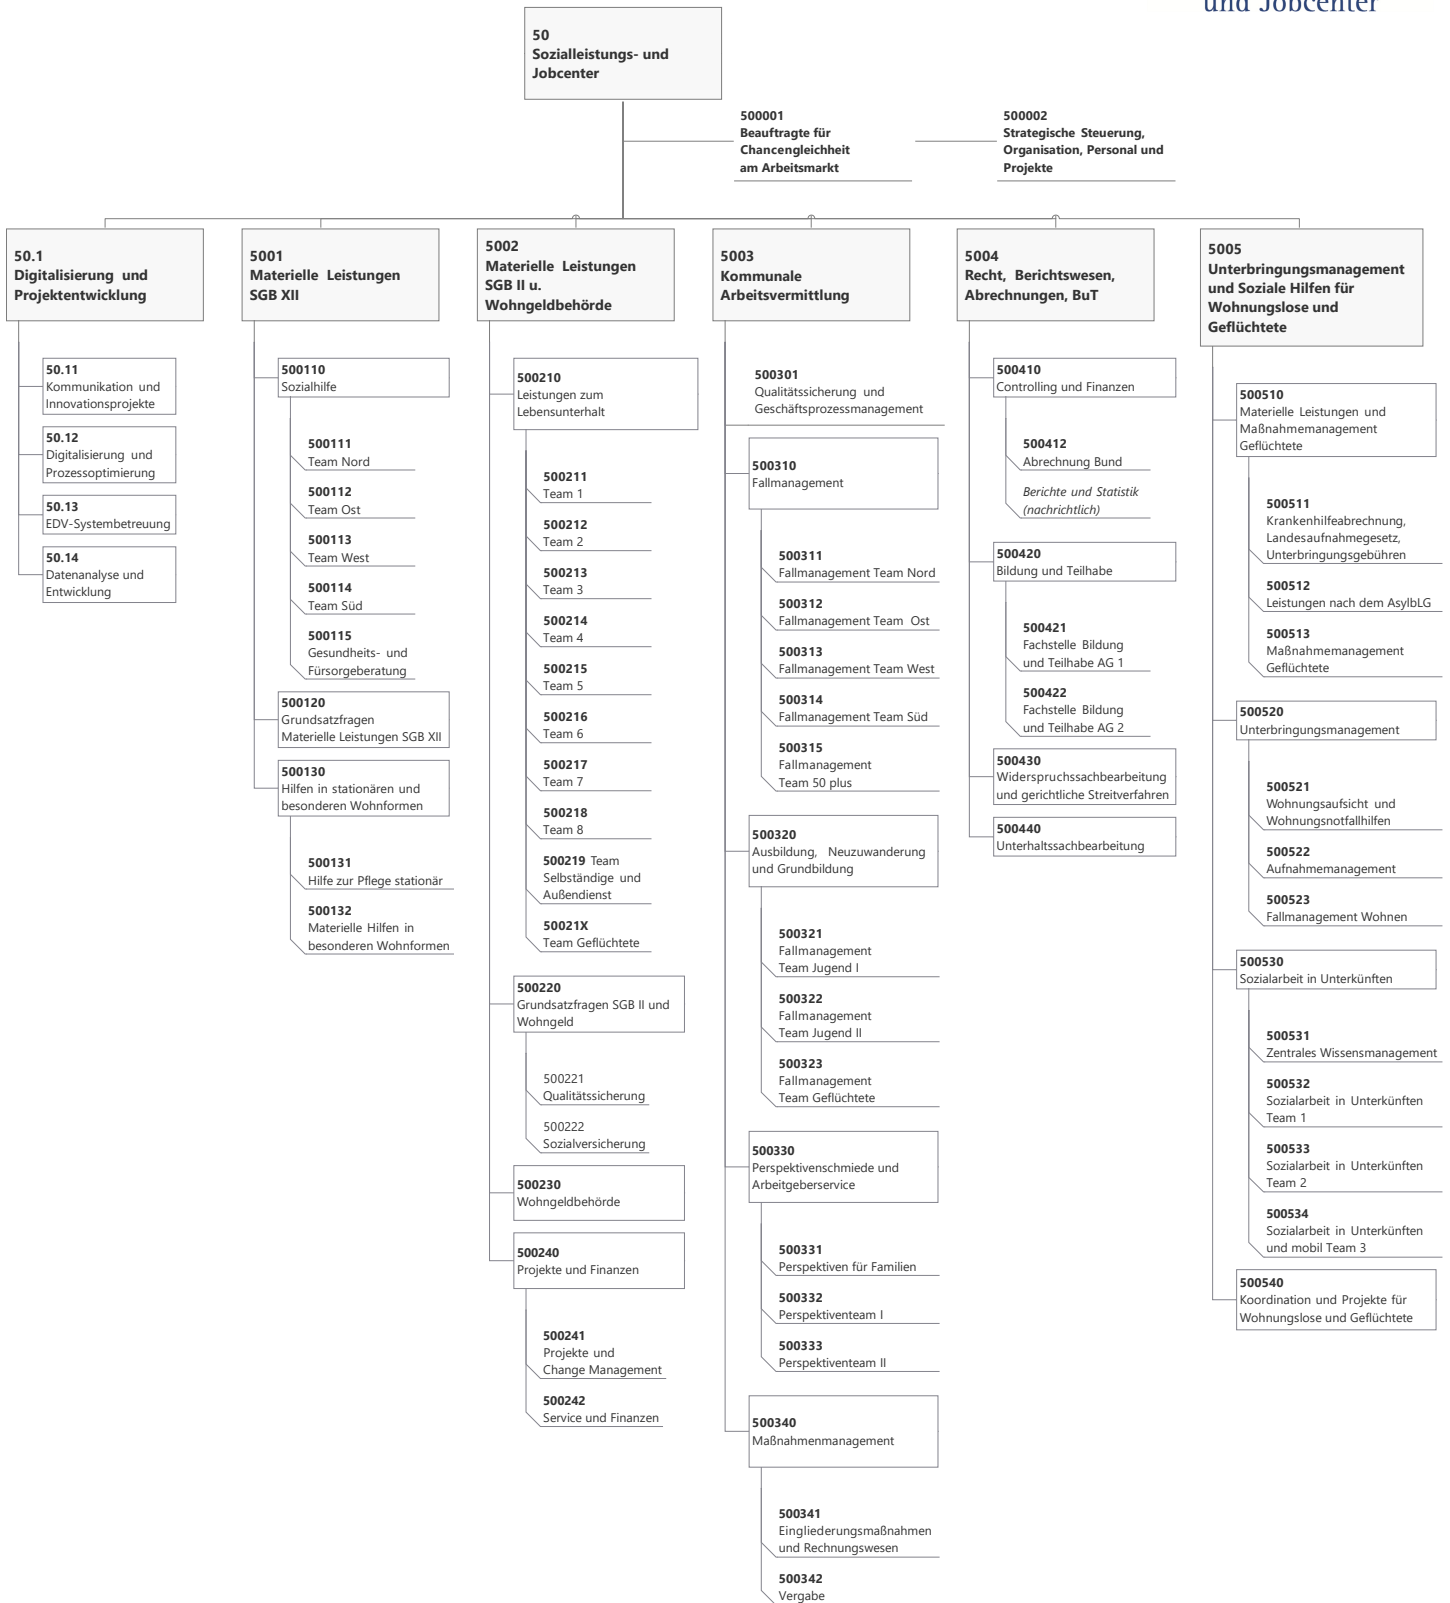 und Jobcenter
50
Sozialleistungs- und
Jobcenter
500001
Beauftragte für
Chancengleichheit
am Arbeitsmarkt
500002
Strategische Steuerung,
Organisation, Personal und
Projekte
50.1
Digitalisierung und
Projektentwicklung
50.11
Kommunikation und
Innovationsprojekte
50.12
Digitalisierung und
Prozessoptimierung
50.13
EDV-Systembetreuung
50.14
Datenanalyse und
Entwicklung
5001
Materielle Leistungen
SGB XII
500110
Sozialhilfe
500111
Team Nord
500112
Team Ost
500113
Team West
500114
Team Süd
500115
Gesundheits- und
Fürsorgeberatung
500120
Grundsatzfragen
Materielle Leistungen SGB XII
500130
Hilfen in stationären und
besonderen Wohnformen
500131
Hilfe zur Pflege stationär
500132
Materielle Hilfen in
besonderen Wohnformen
5002
Materielle Leistungen
SGB II u.
Wohngeldbehörde
500210
Leistungen zum
Lebensunterhalt
500211
Team 1
500212
Team 2
500213
Team 3
500214
Team 4
500215
Team 5
500216
Team 6
500217
Team 7
500218
Team 8
500219 Team
Selbständige und
Außendienst
50021X
Team Geflüchtete
500220
Grundsatzfragen SGB II und
Wohngeld
500221
Qualitätssicherung
500222
Sozialversicherung
500230
Wohngeldbehörde
500240
Projekte und Finanzen
500241
Projekte und
Change Management
500242
Service und Finanzen
5003
Kommunale
Arbeitsvermittlung
500301
Qualitätssicherung und
Geschäftsprozessmanagement
500310
Fallmanagement
500311
Fallmanagement Team Nord
500312
Fallmanagement Team Ost
500313
Fallmanagement Team West
500314
Fallmanagement Team Süd
500315
Fallmanagement
Team 50 plus
500320
Ausbildung, Neuzuwanderung
und Grundbildung
500321
Fallmanagement
Team Jugend I
500322
Fallmanagement
Team Jugend II
500323
Fallmanagement
Team Geflüchtete
500330
Perspektivenschmiede und
Arbeitgeberservice
500331
Perspektiven für Familien
500332
Perspektiventeam I
500333
Perspektiventeam II
500340
Maßnahmenmanagement
500341
Eingliederungsmaßnahmen
und Rechnungswesen
500342
Vergabe
5004
Recht, Berichtswesen,
Abrechnungen, BuT
500410
Controlling und Finanzen
500412
Abrechnung Bund
Berichte und Statistik
(nachrichtlich)
500420
Bildung und Teilhabe
500421
Fachstelle Bildung
und Teilhabe AG 1
500422
Fachstelle Bildung
und Teilhabe AG 2
500430
Widerspruchssachbearbeitung
und gerichtliche Streitverfahren
500440
Unterhaltssachbearbeitung
5005
Unterbringungsmanagement
und Soziale Hilfen für
Wohnungslose und
Geflüchtete
500510
Materielle Leistungen und
Maßnahmemanagement
Geflüchtete
500511
Krankenhilfeabrechnung,
Landesaufnahmegesetz,
Unterbringungsgebühren
500512
Leistungen nach dem AsylbLG
500513
Maßnahmemanagement
Geflüchtete
500520
Unterbringungsmanagement
500521
Wohnungsaufsicht und
Wohnungsnotfallhilfen
500522
Aufnahmemanagement
500523
Fallmanagement Wohnen
500530
Sozialarbeit in Unterkünften
500531
Zentrales Wissensmanagement
500532
Sozialarbeit in Unterkünften
Team 1
500533
Sozialarbeit in Unterkünften
Team 2
500534
Sozialarbeit in Unterkünften
und mobil Team 3
500540
Koordination und Projekte für
Wohnungslose und Geflüchtete